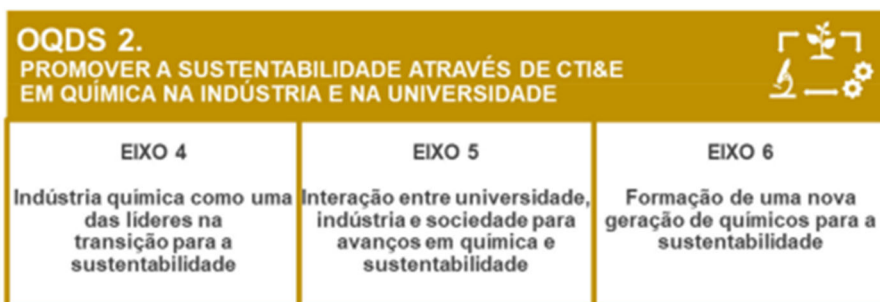 OQDS 2.
PROMOVER A SUSTENTABILIDADE ATRAVÉS DE CTI&E
EM QUÍMICA NA INDÚSTRIA E NA UNIVERSIDADE
EIXO 4
Indústria química como uma
das líderes na
transição para a
sustentabilidade
EIXO 5
Interação entre universidade,
indústria e sociedade para
avanços em química e
sustentabilidade
EIXO 6
Formação de uma nova
geração de químicos para a
sustentabilidade